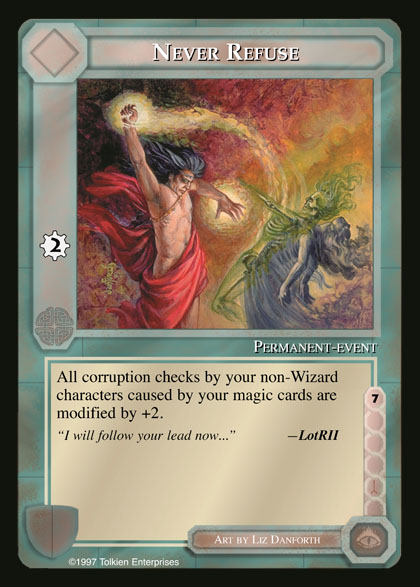 NEVER REFUSE
2
PERMANENT-EVENT
All corruption checks by your non-Wizard
characters caused by your magic cards are
modified by +2.
“I will follow your lead now...” –LotRII
7
ART BY LIZ DANFORTH
©1997 Tolkien Enterprises